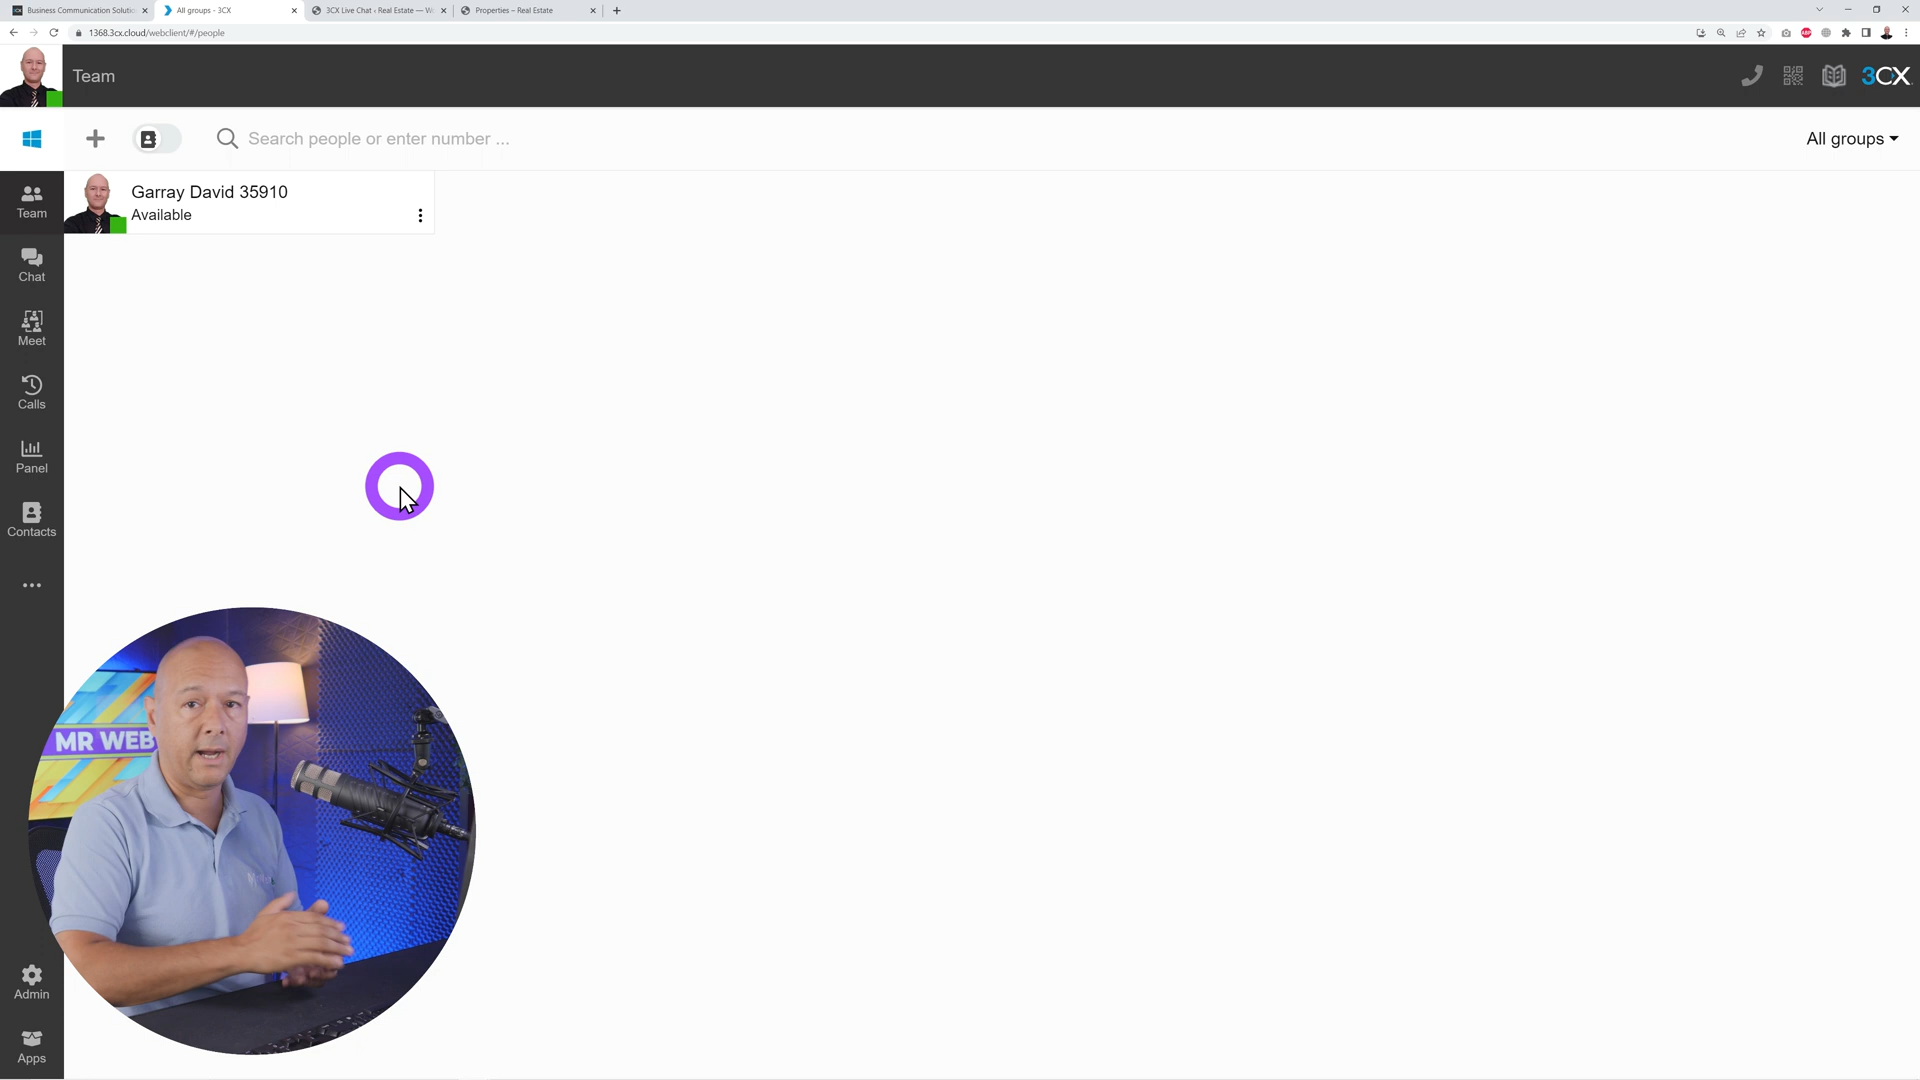 Business Communication Solutio
All groups - 3CX
3CX Live Chat ‹ Real Estate — W
Properties – Real Estate
1368.3cx.cloud/webclient/#/people
ABP
Team
3CX
Search people or enter number ...
All groups
Garray David 35910
Available
Team
Chat
Meet
Calls
Panel
Contacts
MR WEB
Admin
Apps